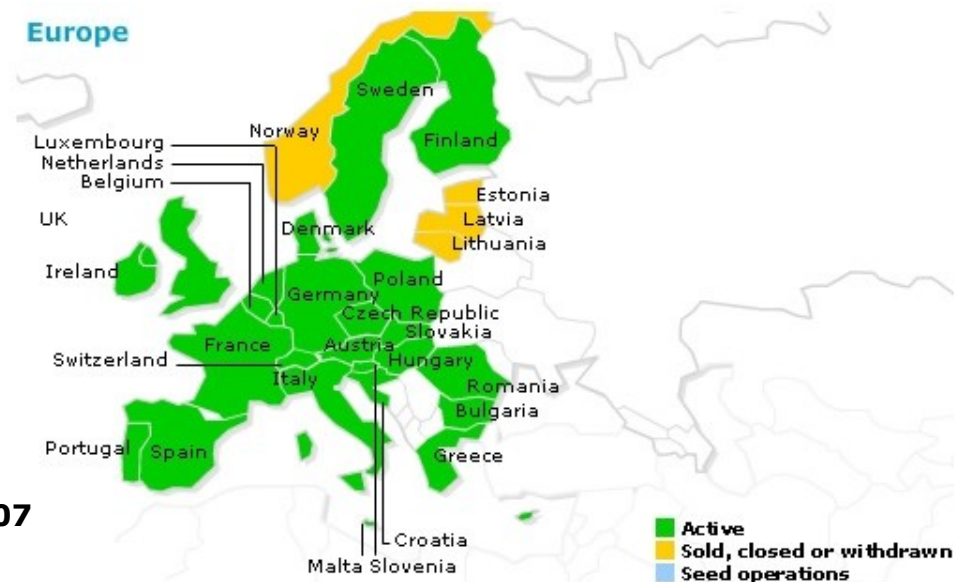 Europe
Sweden
Norway
Luxembourg
Finland
Netherlands
Belgium
Estonia
UK
Latvia
Denmark
Lithuania
Ireland
Poland
Germany
Czech Republic
Slovakia
France
Austria
Switzerland
Hungary
Italy
Romania
Bulgaria
Portugal
Spain
Greece
07
Active
Croatia
Sold, closed or withdrawn
Malta Slovenia
Seed operations